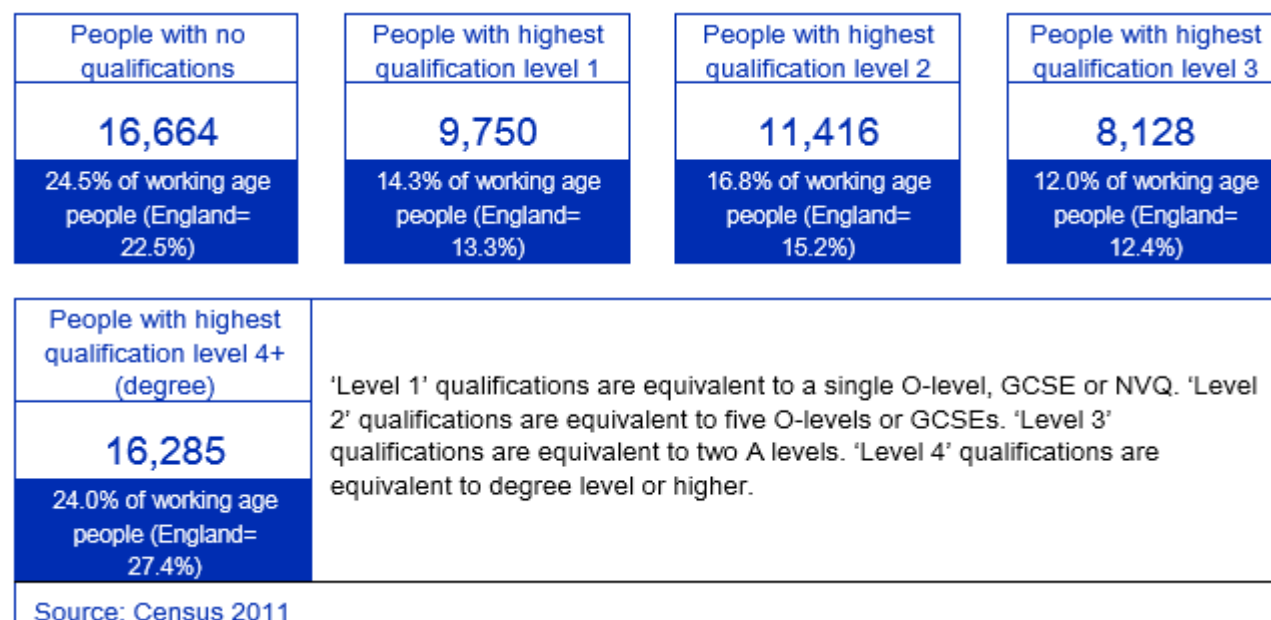 People with no
qualifications
16,664
24.5% of working age
people (England=
22.5%)
People with highest
qualification level 1
9,750
14.3% of working age
people (England=
13.3%)
People with highest
qualification level 2
11,416
16.8% of working age
people (England=
15.2%)
People with highest
qualification level 3
8,128
12.0% of working age
people (England=
12.4%)
People with highest
qualification level 4+
(degree)
16,285
24.0% of working age
people (England=
27.4%)
‘Level 1’ qualifications are equivalent to a single O-level, GCSE or NVQ. ‘Level
2’ qualifications are equivalent to five O-levels or GCSEs. ‘Level 3’
qualifications are equivalent to two A levels. ‘Level 4’ qualifications are
equivalent to degree level or higher.
Source: Census 2011